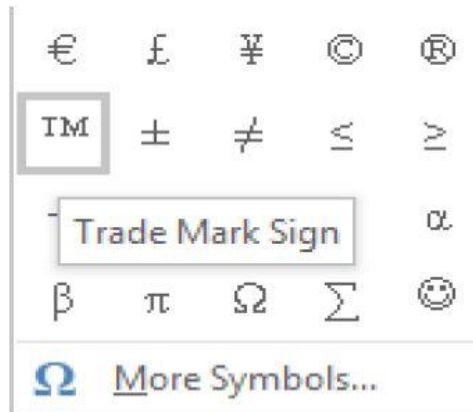 € £ ¥ © ®
™ ± ≠ ≤ ≥
Trade Mark Sign α
β π Ω ∑ ☺
Ω More Symbols...